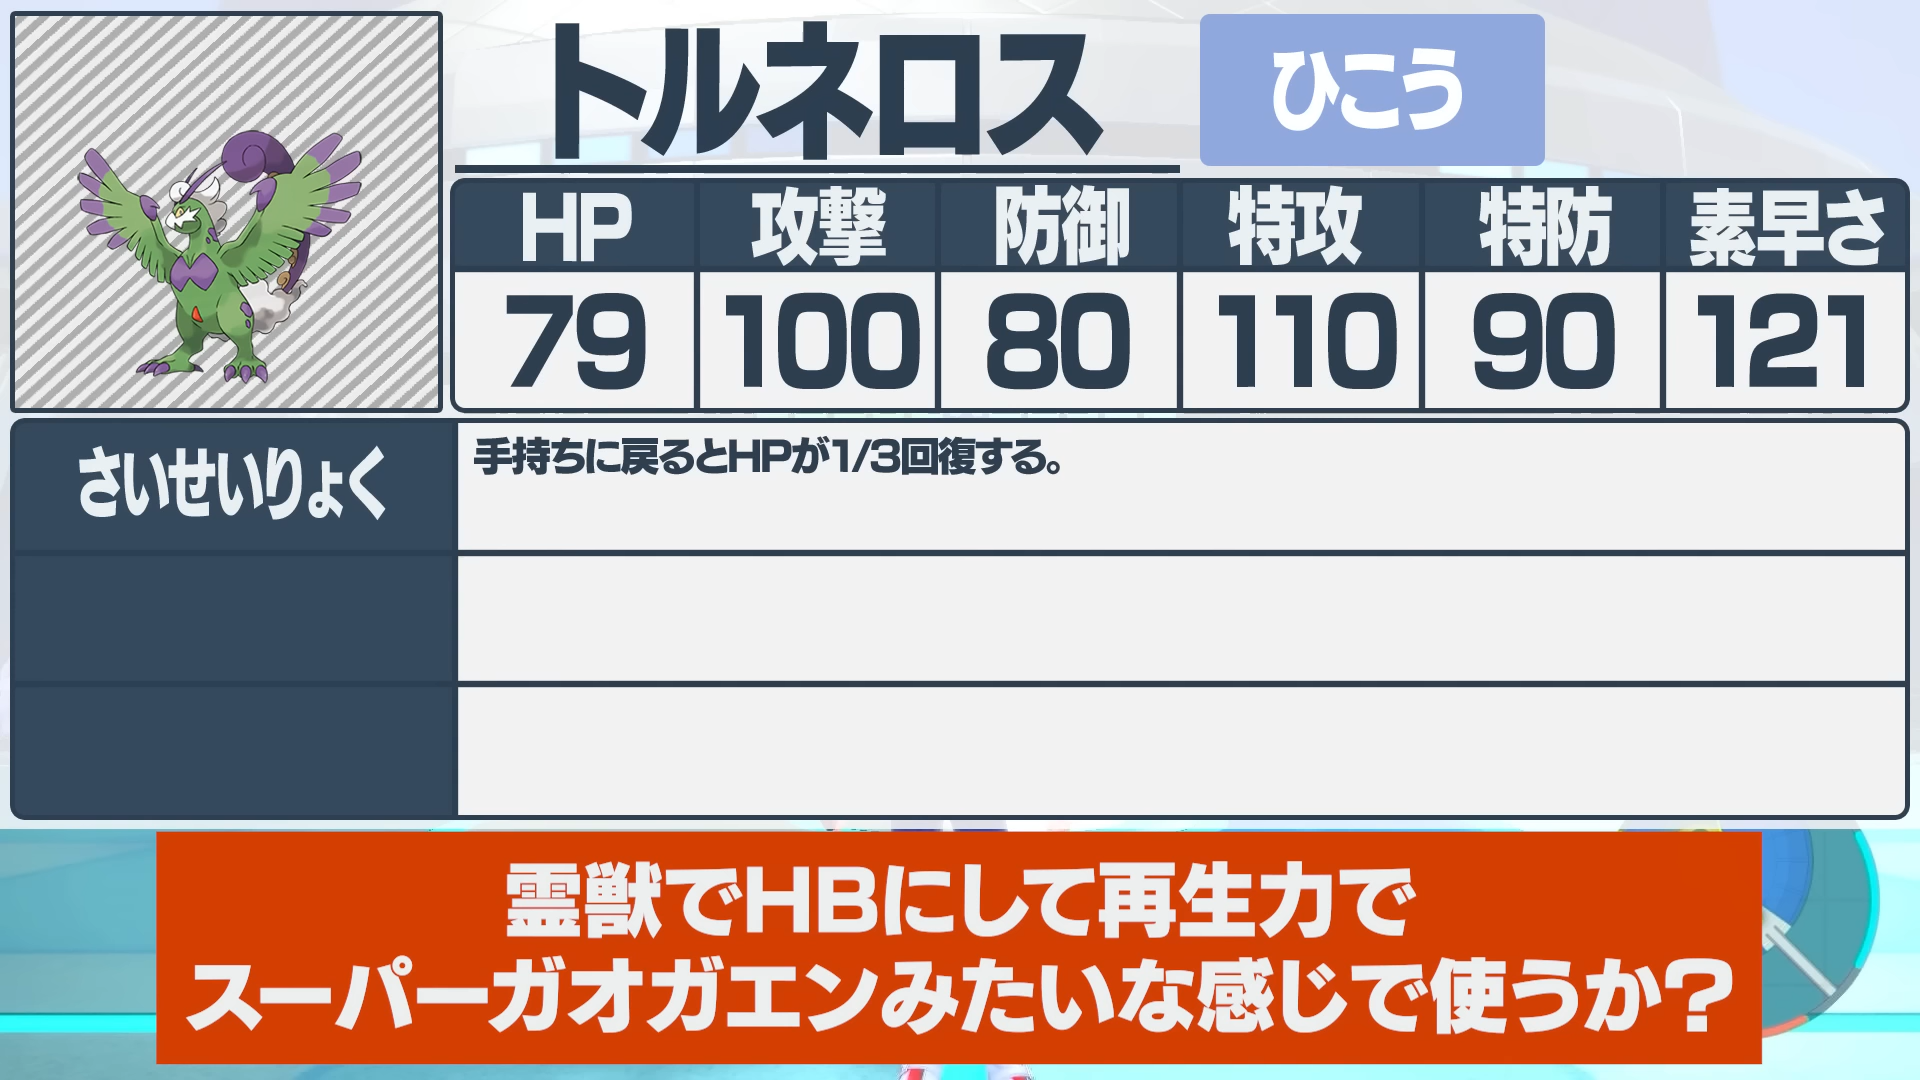 トルネロス
ひこう
HP 攻撃 防御 特攻 特防 素早さ
79 100 80 110 90 121
さいせいりょく
手持ちに戻るとHPが1/3回復する。
霊獣でHBにして再生力で
スーパーガオガエンみたいな感じで使うか？